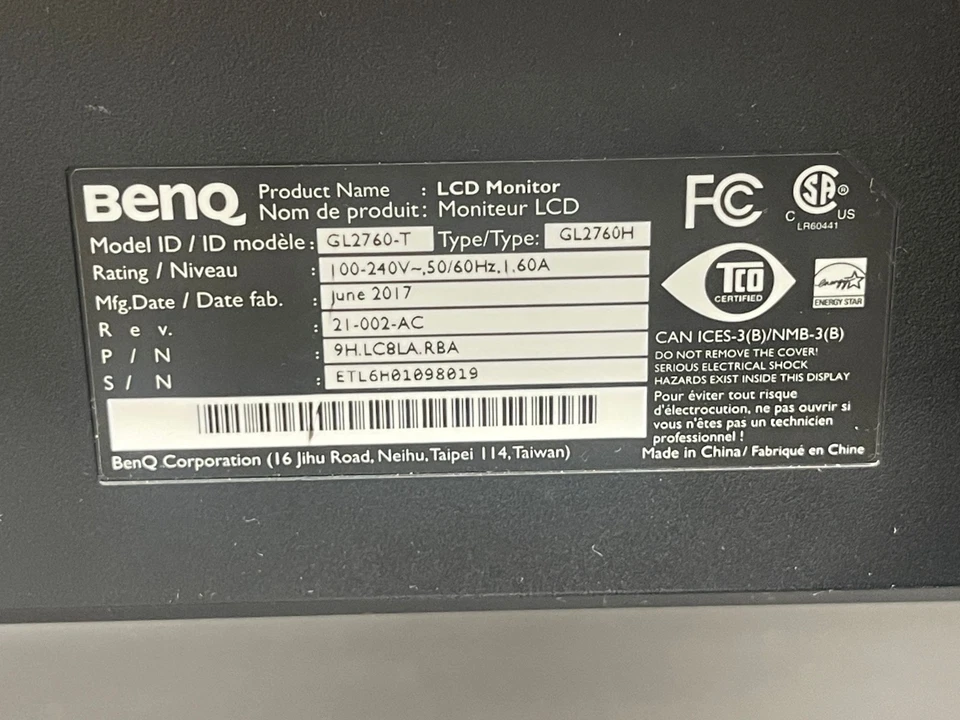 BenQ
Product Name : LCD Monitor
Nom de produit: Moniteur LCD
Model ID / ID modèle: GL2760-T Type/Type: GL2760H
Rating / Niveau : 100-240V~,50/60Hz,1.60A
Mfg.Date / Date fab. : June 2017
R e v. : 21-002-AC
P / N : 9H.LC8LA.RBA
S / N : ETL6H01098019
BenQ Corporation (16 Jihu Road, Neihu,Taipei 114,Taiwan)
FC
C SA® US
LR60441
TCO
CERTIFIED
energy
ENERGY STAR
CAN ICES-3(B)/NMB-3(B)
DO NOT REMOVE THE COVER!
SERIOUS ELECTRICAL SHOCK
HAZARDS EXIST INSIDE THIS DISPLAY
Pour éviter tout risque
d'électrocution, ne pas ouvrir si
vous n'êtes pas un technicien
professionnel !
Made in China/ Fabriqué en Chine